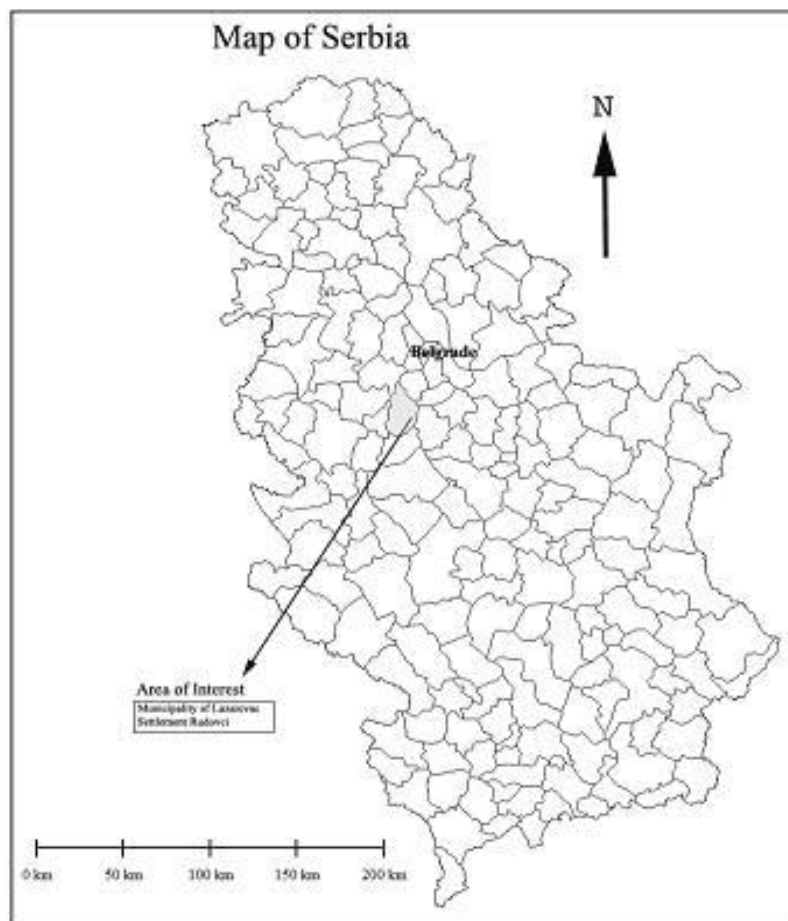 Map of Serbia
N
Belgrade
Area of Interest
Municipality of Lazarevac
Settlement Rudovci
0 km
50 km
100 km
150 km
200 km